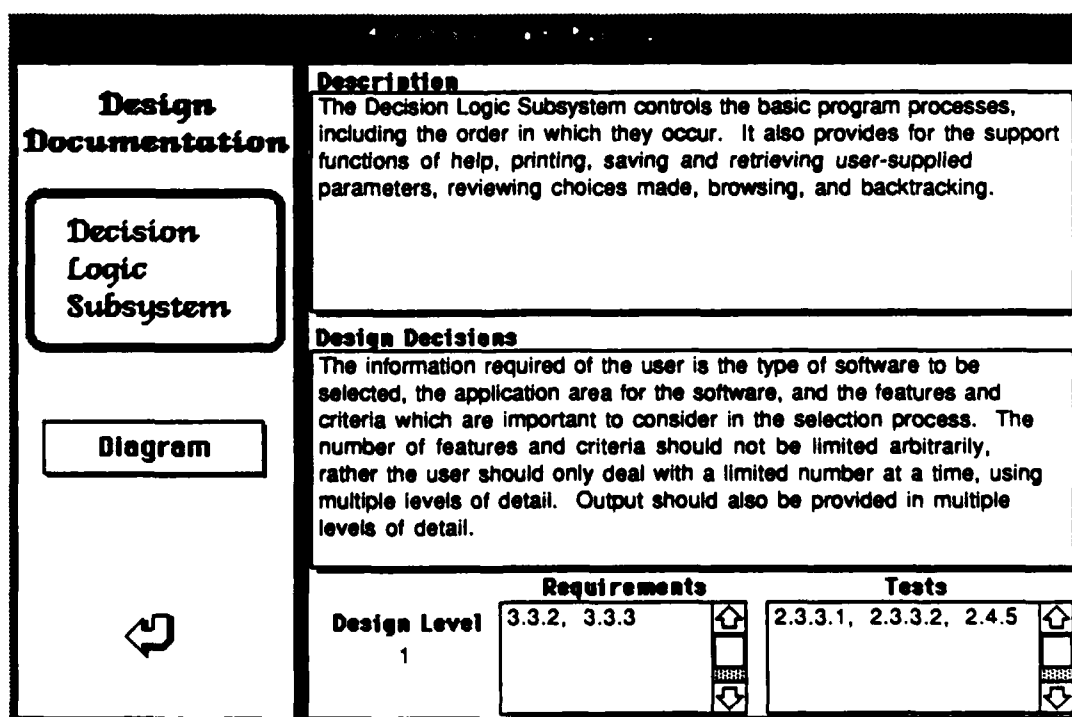 Design
Documentation
Decision
Logic
Subsystem
Diagram
Description
The Decision Logic Subsystem controls the basic program processes,
including the order in which they occur. It also provides for the support
functions of help, printing, saving and retrieving user-supplied
parameters, reviewing choices made, browsing, and backtracking.
Design Decisions
The information required of the user is the type of software to be
selected, the application area for the software, and the features and
criteria which are important to consider in the selection process. The
number of features and criteria should not be limited arbitrarily,
rather the user should only deal with a limited number at a time, using
multiple levels of detail. Output should also be provided in multiple
levels of detail.
Requirements Tests
Design Level 3.3.2, 3.3.3 2.3.3.1, 2.3.3.2, 2.4.5
1